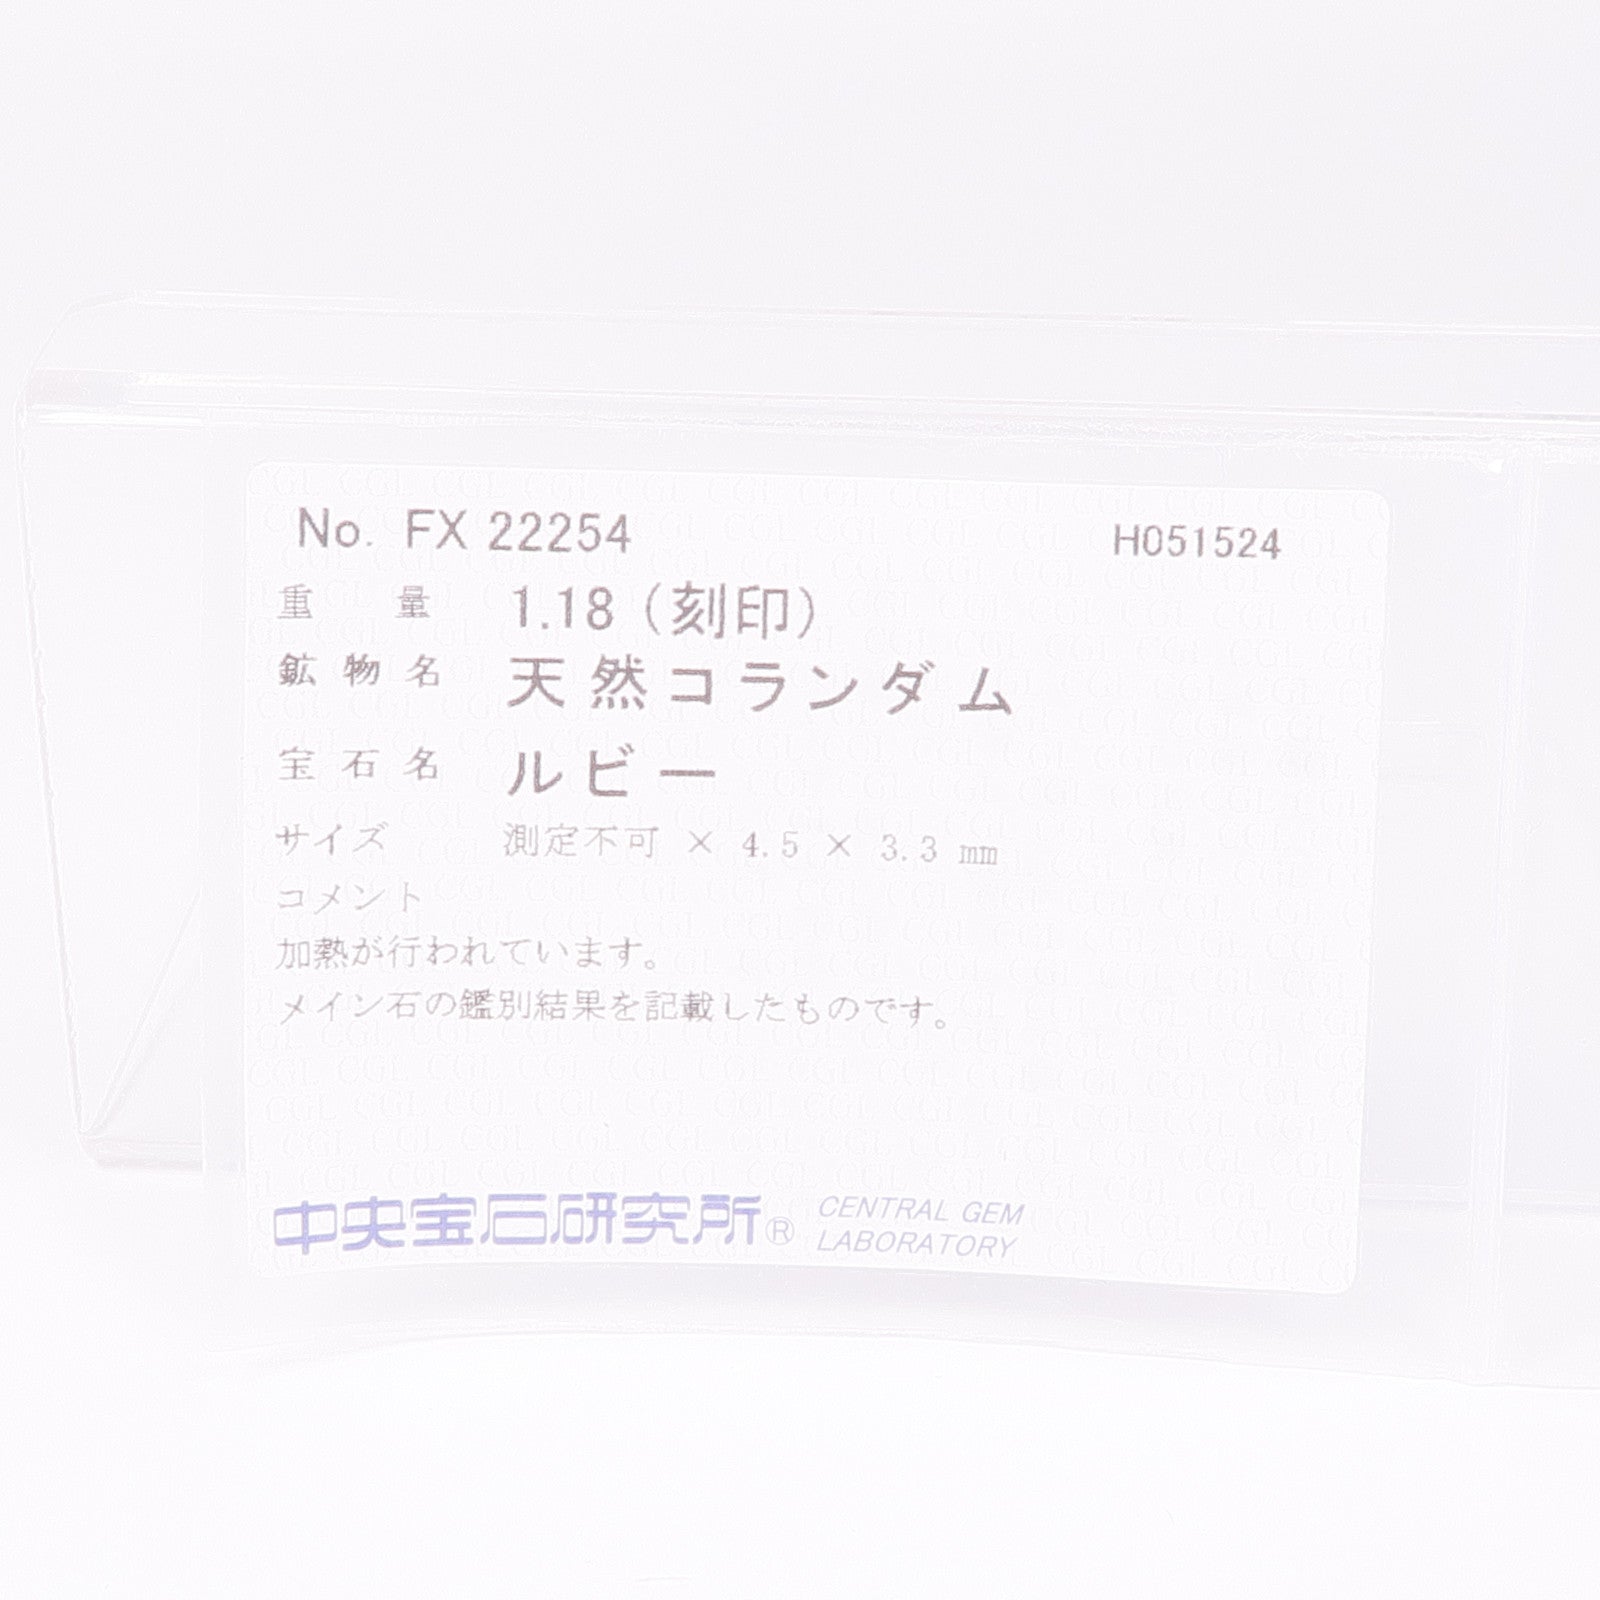 No. FX 22254 H051524
重量 1.18（刻印）
鉱物名 天然コランダム
宝石名 ルビー
サイズ 測定不可 × 4.5 × 3.3 mm
コメント
加熱が行われています。
メイン石の鑑別結果を記載したものです。
中央宝石研究所® CENTRAL GEM
LABORATORY